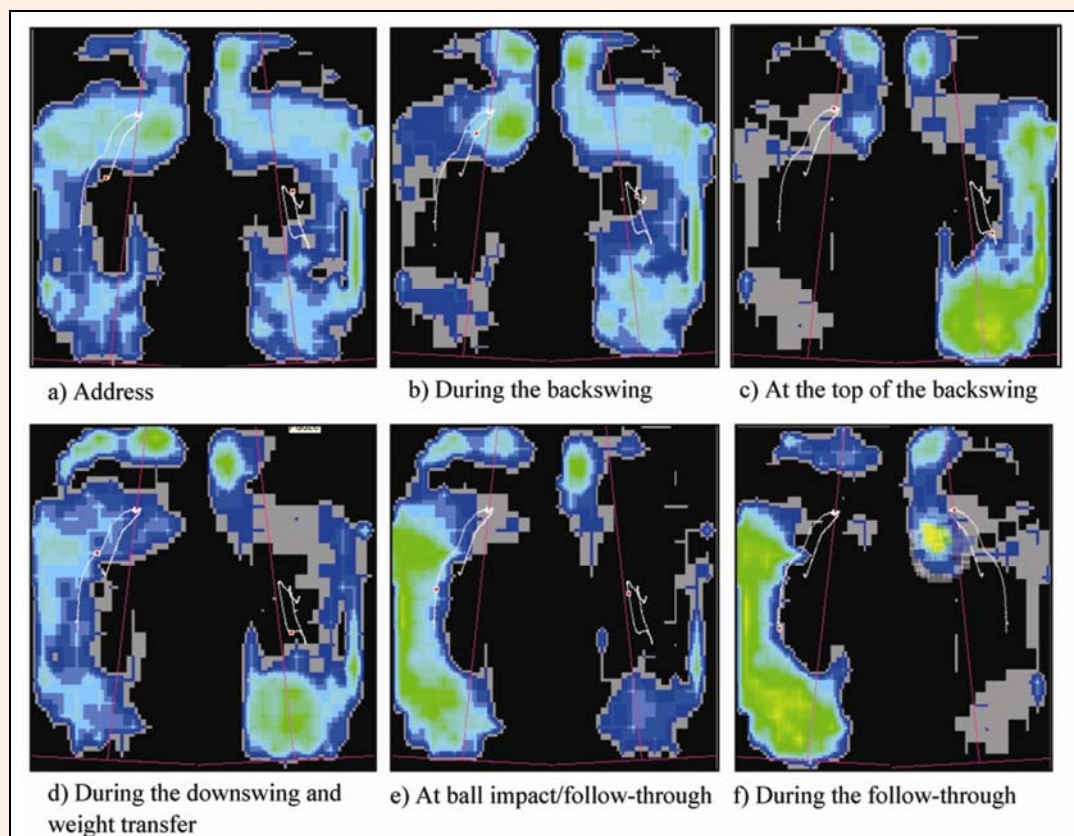 a) Address
b) During the backswing
c) At the top of the backswing
d) During the downswing and
weight transfer
e) At ball impact/follow-through
f) During the follow-through